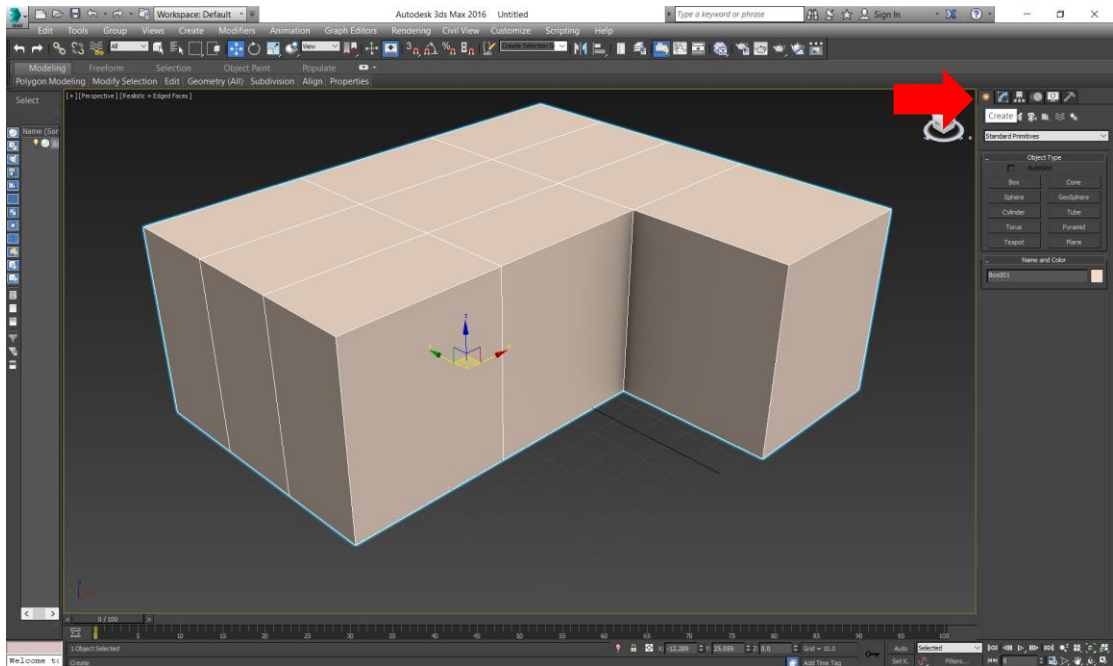 MAX Workspace: Default Autodesk 3ds Max 2016 Untitled Type a keyword or phrase Sign In
Edit Tools Group Views Create Modifiers Animation Graph Editors Rendering Civil View Customize Scripting Help
All View Create Selection S
Modeling Freeform Selection Object Paint Populate
Polygon Modeling Modify Selection Edit Geometry (All) Subdivision Align Properties
Select
[+] [Perspective] [Realistic + Edged Faces]
Name (Sor
Create
Standard Primitives
Object Type
AutoGrid
Box Cone
Sphere GeoSphere
Cylinder Tube
Torus Pyramid
Teapot Plane
Name and Color
Box001
0 / 100
0 5 10 15 20 25 30 35 40 45 50 55 60 65 70 75 80 85 90 95 100
1 Object Selected X: -12.289 Y: 25.059 Z: 0.0 Grid = 10.0 Auto Selected
Welcome to Create Add Time Tag Set K. Filters... 0